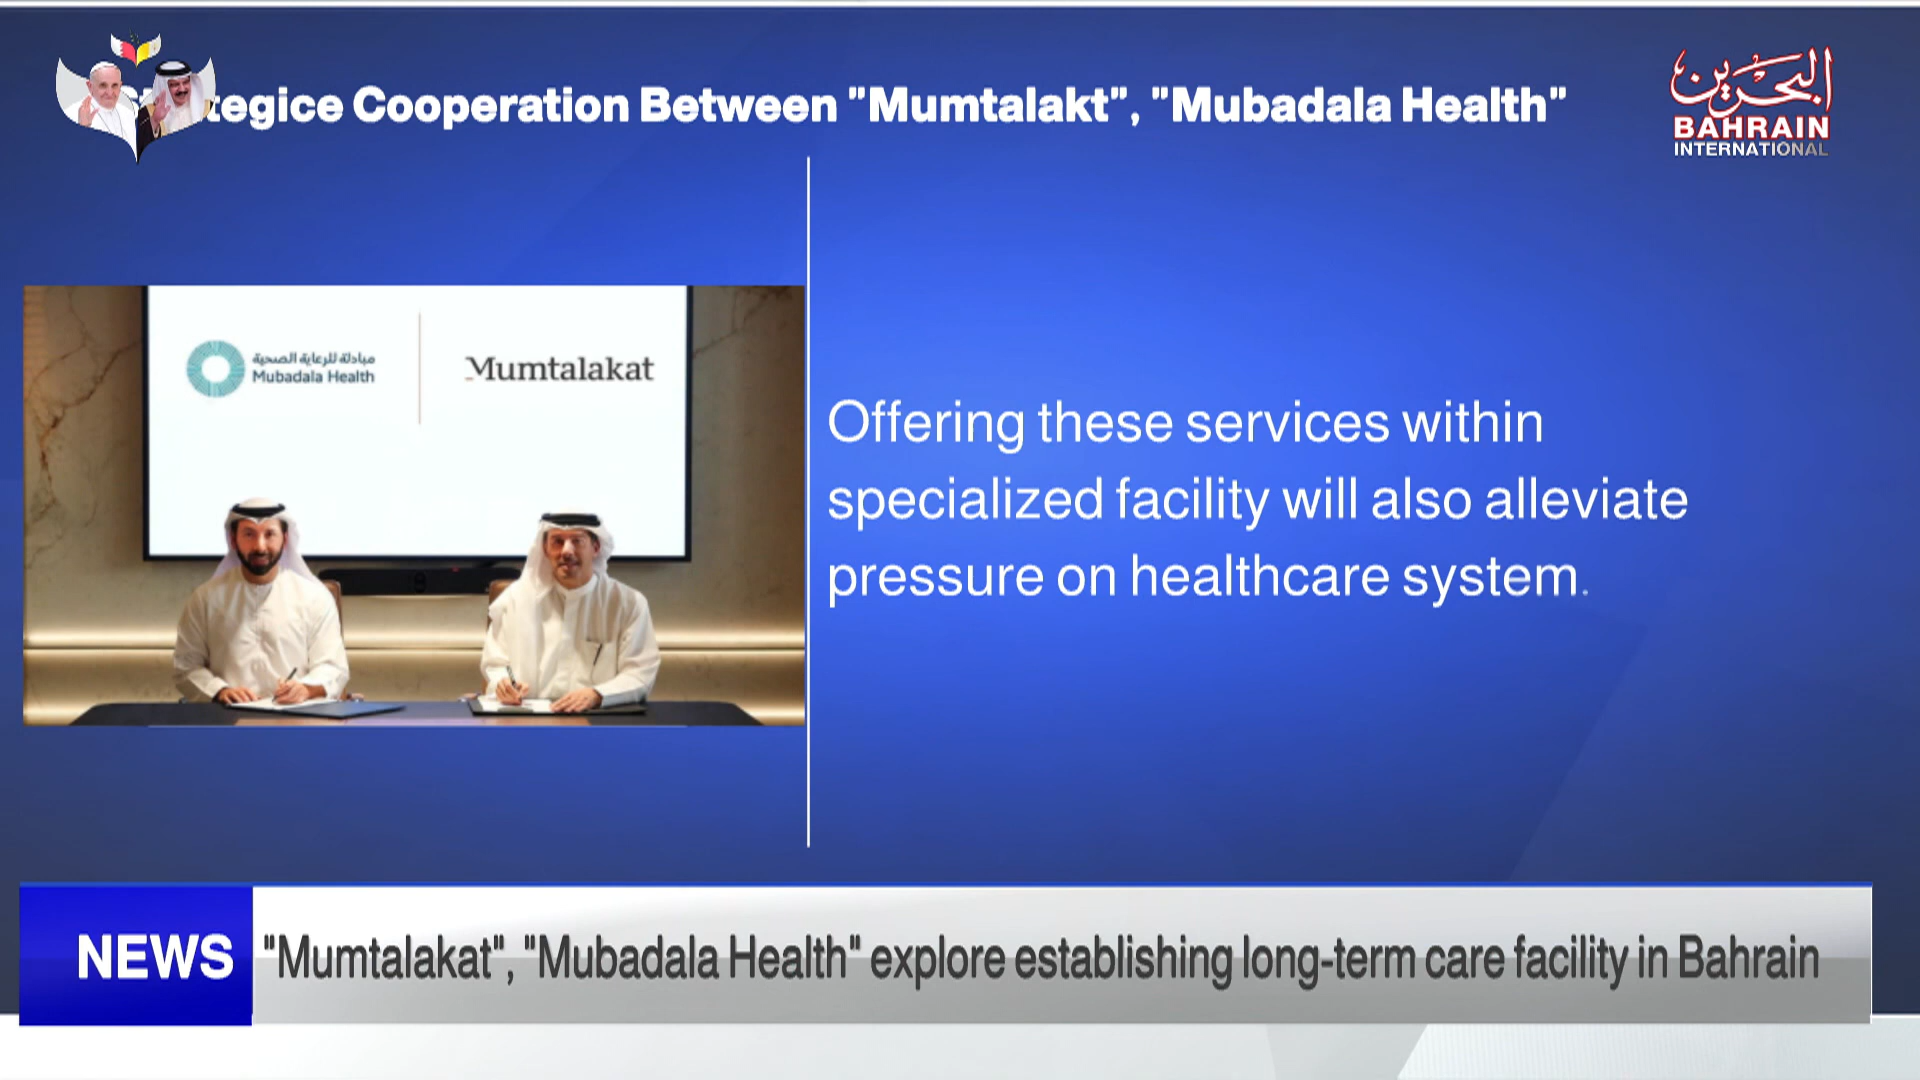 tegice Cooperation Between "Mumtalakt", "Mubadala Health"
البحرين
BAHRAIN
INTERNATIONAL
مبادلة للرعاية الصحية
Mubadala Health
Mumtalakat
Offering these services within
specialized facility will also alleviate
pressure on healthcare system.
NEWS
"Mumtalakat", "Mubadala Health" explore establishing long-term care facility in Bahrain